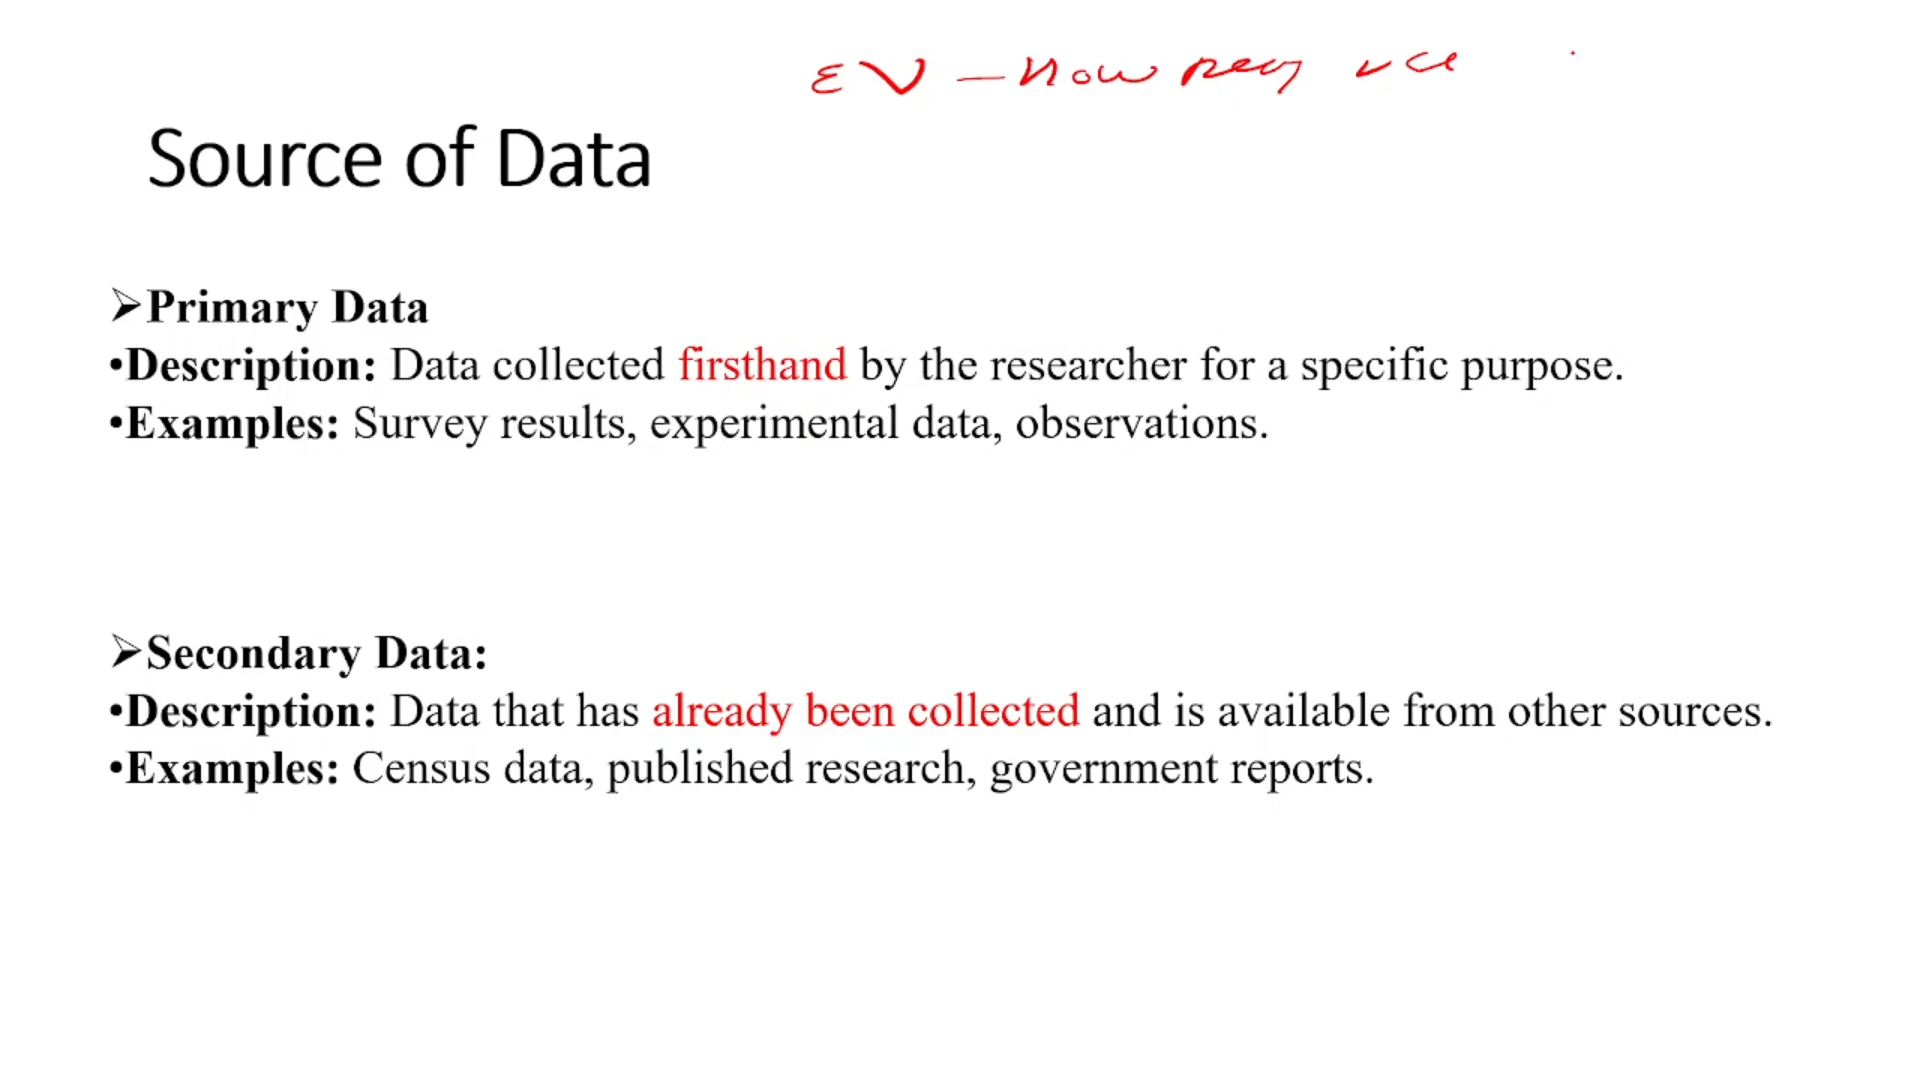 EV - How
Source of Data
➢Primary Data
•Description: Data collected firsthand by the researcher for a specific purpose.
•Examples: Survey results, experimental data, observations.
➢Secondary Data:
•Description: Data that has already been collected and is available from other sources.
•Examples: Census data, published research, government reports.